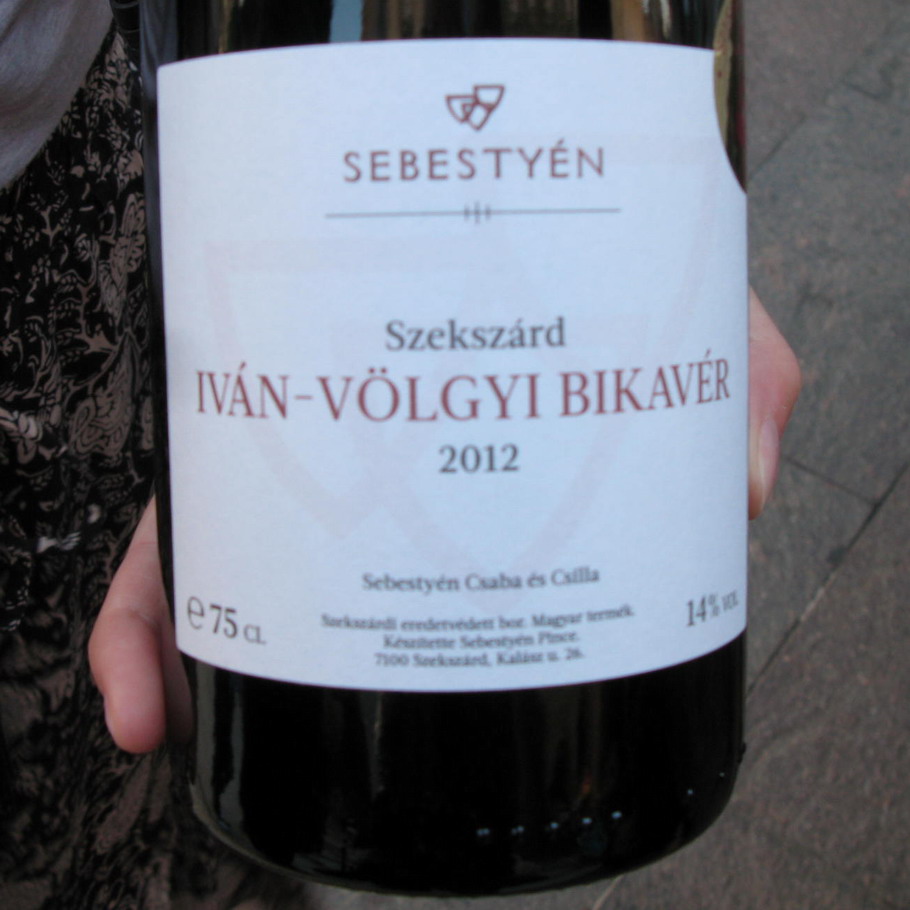 SEBESTYÉN
Szekszárd
IVÁN-VÖLGYI BIKAVÉR
2012
Sebestyén Csaba és Csilla
Szekszárdi eredetvédett bor. Magyar termék.
Készítette Sebestyén Pince.
7100 Szekszárd, Kalász u. 26.
e 75 CL
14% VOL